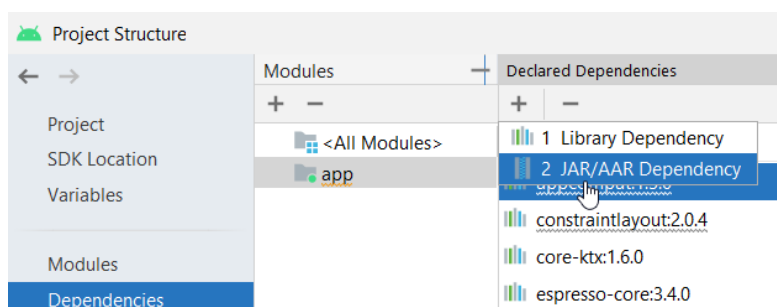 Project Structure
Project
SDK Location
Variables
Modules
Dependencies
Modules
<All Modules>
app
Declared Dependencies
1 Library Dependency
2 JAR/AAR Dependency
constraintlayout:2.0.4
core-ktx:1.6.0
espresso-core:3.4.0